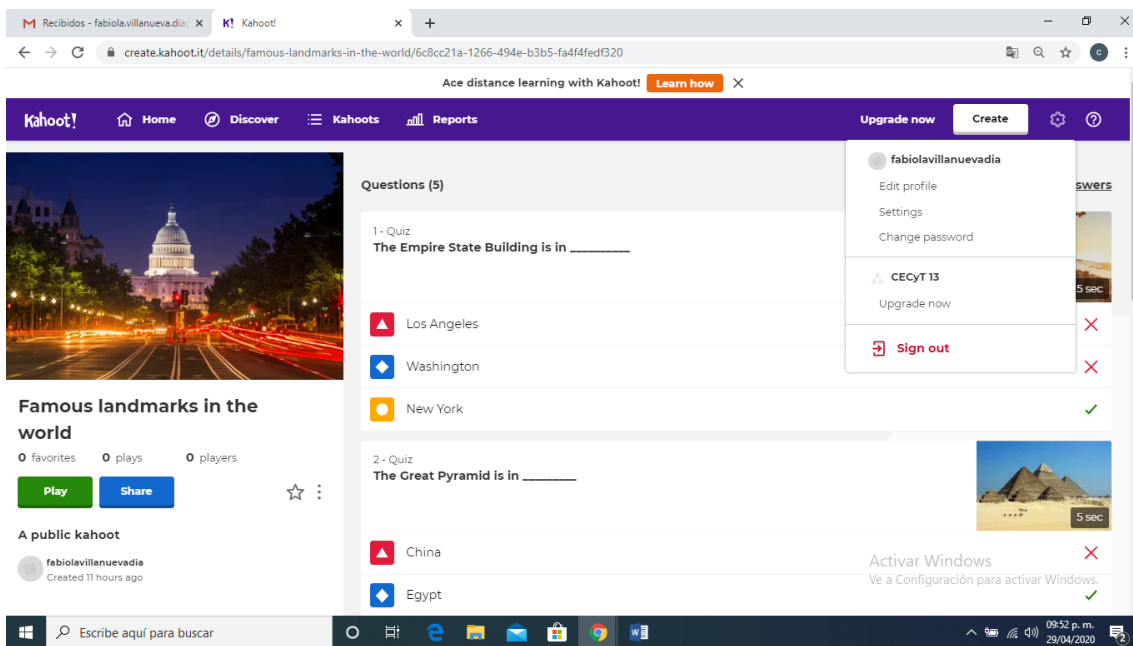 Recibidos - fabiola.villanueva.dia
Kahoot!
create.kahoot.it/details/famous-landmarks-in-the-world/6c8cc21a-1266-494e-b3b5-fa4f4fedf320
C
Ace distance learning with Kahoot! Learn how
Kahoot! Home Discover Kahoots Reports Upgrade now Create
fabiolavillanuevadia
Edit profile
Settings
Change password
CECyT 13
Upgrade now
Sign out
Questions (5)
swers
1 - Quiz
The Empire State Building is in __________
5 sec
Los Angeles
Washington
New York
2 - Quiz
The Great Pyramid is in _________
5 sec
China
Egypt
Famous landmarks in the
world
0 favorites 0 plays 0 players
Play Share
A public kahoot
fabiolavillanuevadia
Created 11 hours ago
Activar Windows
Ve a Configuración para activar Windows.
Escribe aquí para buscar
09:52 p. m.
29/04/2020
2